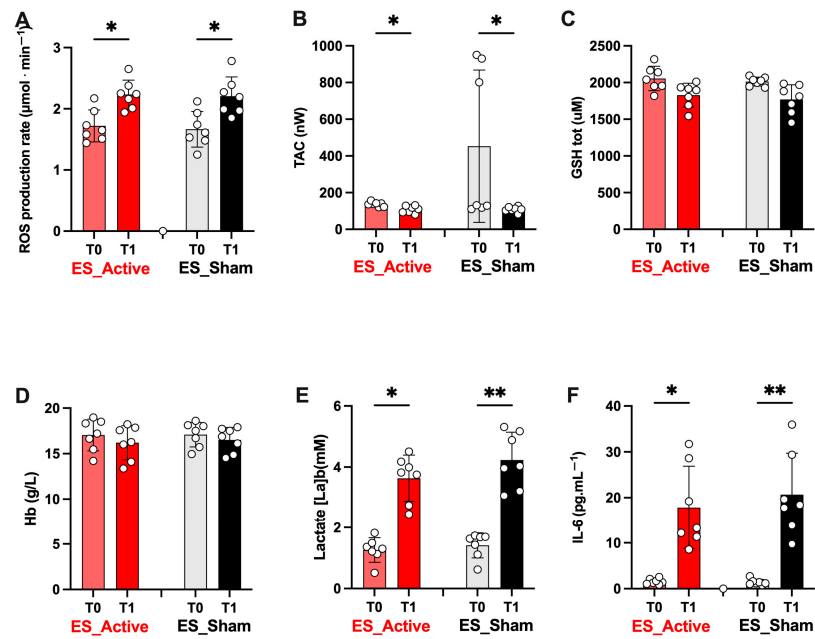 A
ROS production rate (μmol · min−1)
3
2
1
0
*
*
T0 T1 T0 T1
ES_Active ES_Sham
B
TAC (nW)
1000
800
600
400
200
0
*
*
T0 T1 T0 T1
ES_Active ES_Sham
C
GSH tot (uM)
2500
2000
1500
1000
500
0
T0 T1 T0 T1
ES_Active ES_Sham
D
Hb (g/L)
20
15
10
5
0
T0 T1 T0 T1
ES_Active ES_Sham
E
Lactate [La]b(mM)
6
4
2
0
*
**
T0 T1 T0 T1
ES_Active ES_Sham
F
IL-6 (pg.mL−1)
40
30
20
10
0
*
**
T0 T1 T0 T1
ES_Active ES_Sham